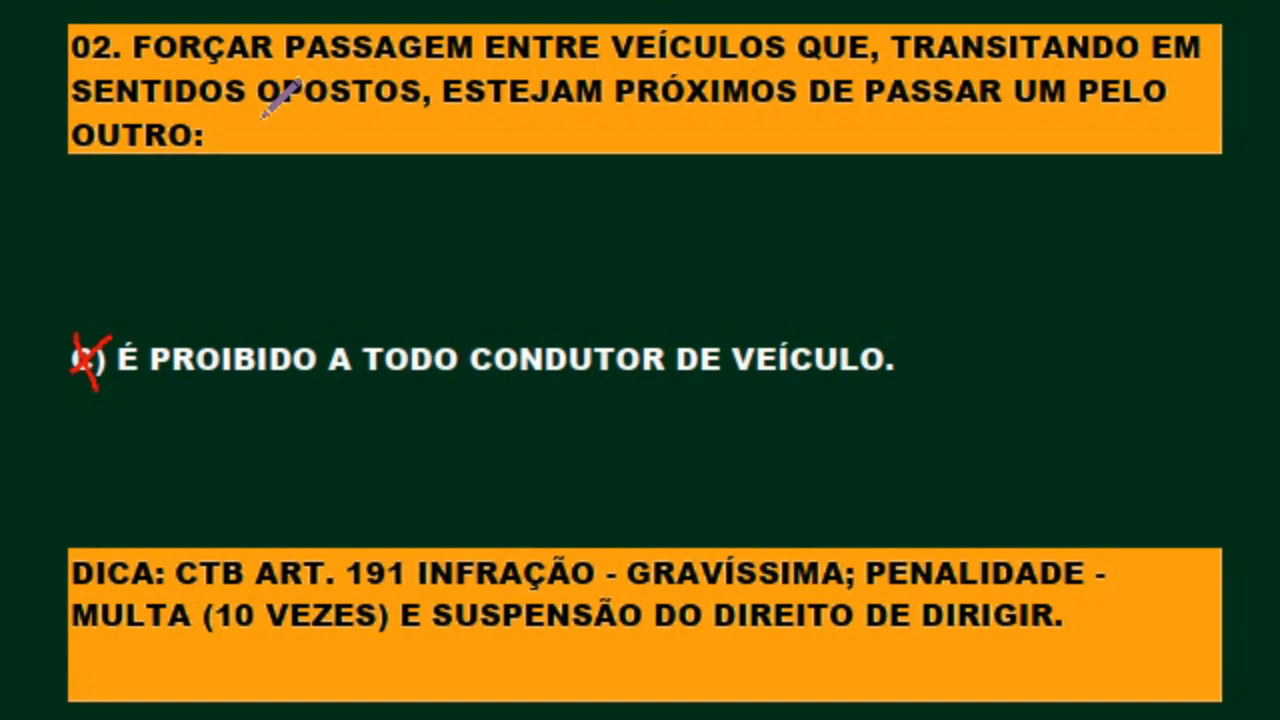 02. FORÇAR PASSAGEM ENTRE VEÍCULOS QUE, TRANSITANDO EM
SENTIDOS OPOSTOS, ESTEJAM PRÓXIMOS DE PASSAR UM PELO
OUTRO:
C) É PROIBIDO A TODO CONDUTOR DE VEÍCULO.
DICA: CTB ART. 191 INFRAÇÃO - GRAVÍSSIMA; PENALIDADE -
MULTA (10 VEZES) E SUSPENSÃO DO DIREITO DE DIRIGIR.